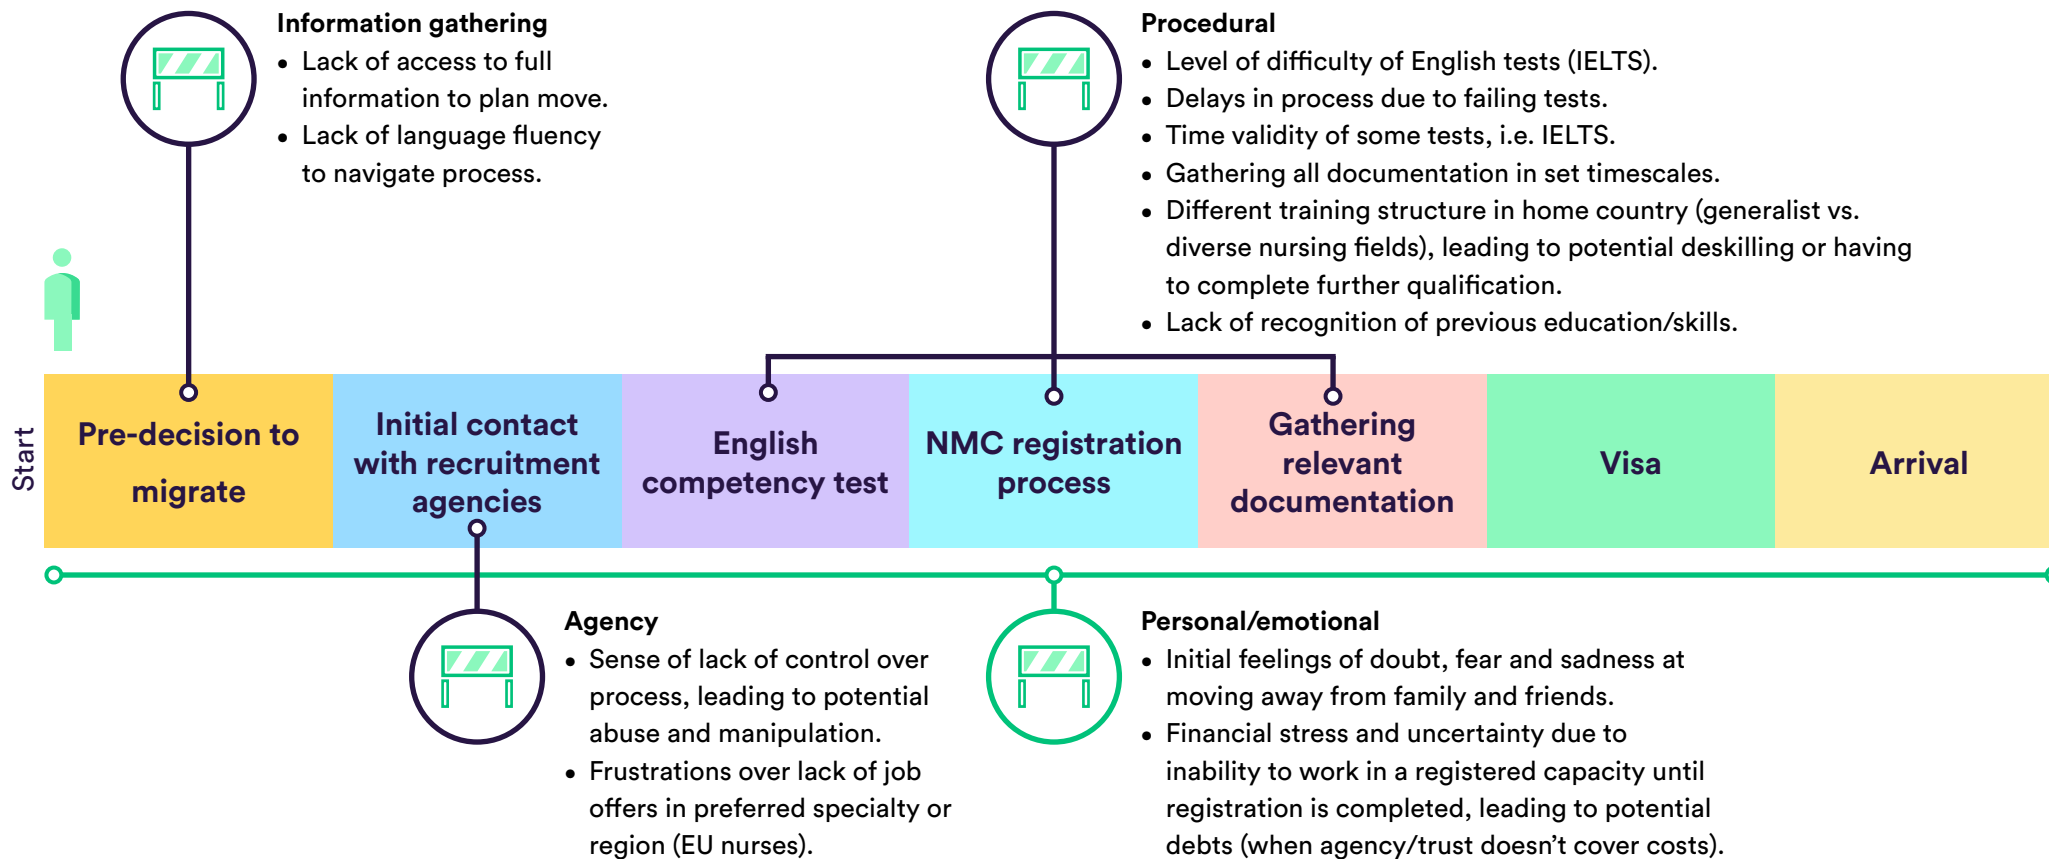 Information gathering
• Lack of access to full
information to plan move.
• Lack of language fluency
to navigate process.
Procedural
• Level of difficulty of English tests (IELTS).
• Delays in process due to failing tests.
• Time validity of some tests, i.e. IELTS.
• Gathering all documentation in set timescales.
• Different training structure in home country (generalist vs.
diverse nursing fields), leading to potential deskilling or having
to complete further qualification.
• Lack of recognition of previous education/skills.
Start
Pre-decision to
migrate
Initial contact
with recruitment
agencies
English
competency test
NMC registration
process
Gathering
relevant
documentation
Visa
Arrival
Agency
• Sense of lack of control over
process, leading to potential
abuse and manipulation.
• Frustrations over lack of job
offers in preferred specialty or
region (EU nurses).
Personal/emotional
• Initial feelings of doubt, fear and sadness at
moving away from family and friends.
• Financial stress and uncertainty due to
inability to work in a registered capacity until
registration is completed, leading to potential
debts (when agency/trust doesn’t cover costs).